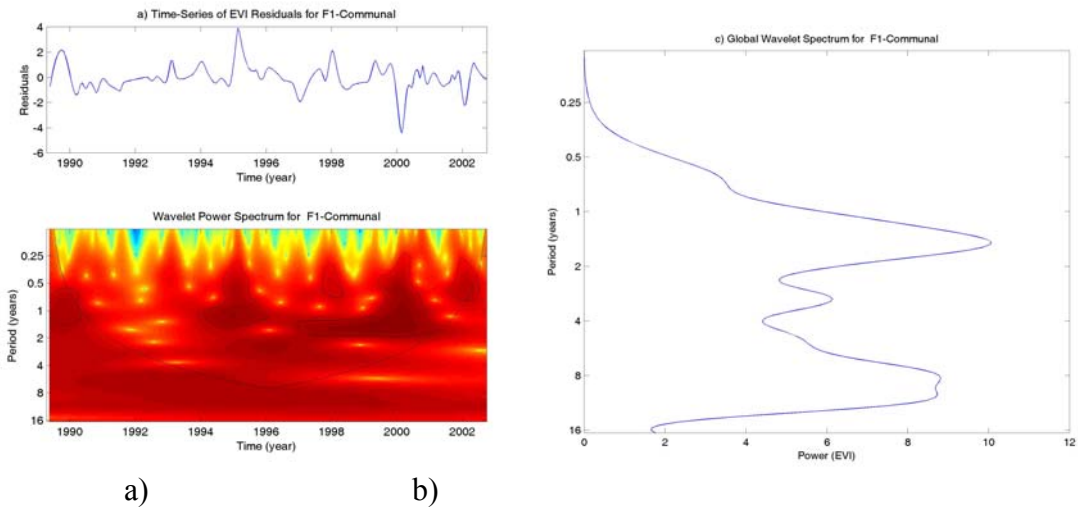 a) Time-Series of EVI Residuals for F1-Communal
4
2
0
-2
-4
-6
Residuals
1990 1992 1994 1996 1998 2000 2002
Time (year)
Wavelet Power Spectrum for F1-Communal
0.25
0.5
1
2
4
8
16
Period (years)
1990 1992 1994 1996 1998 2000 2002
Time (year)
c) Global Wavelet Spectrum for F1-Communal
0.25
0.5
1
2
4
8
16
Period (years)
0 2 4 6 8 10 12
Power (EVI)
a) b)